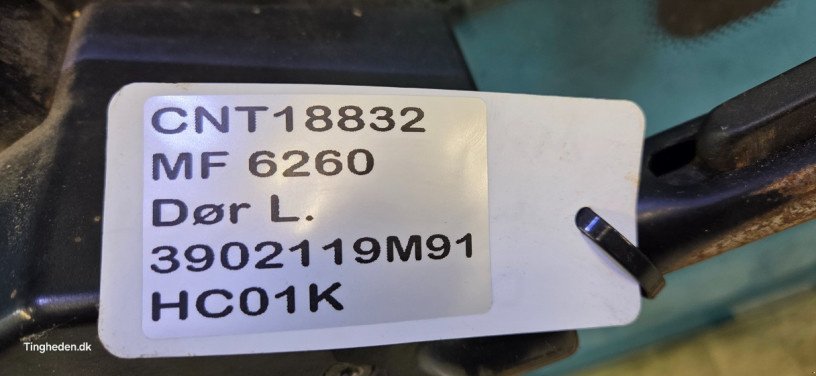 CNT18832
MF 6260
Dør L.
3902119M91
HC01K
Tingheden.dk